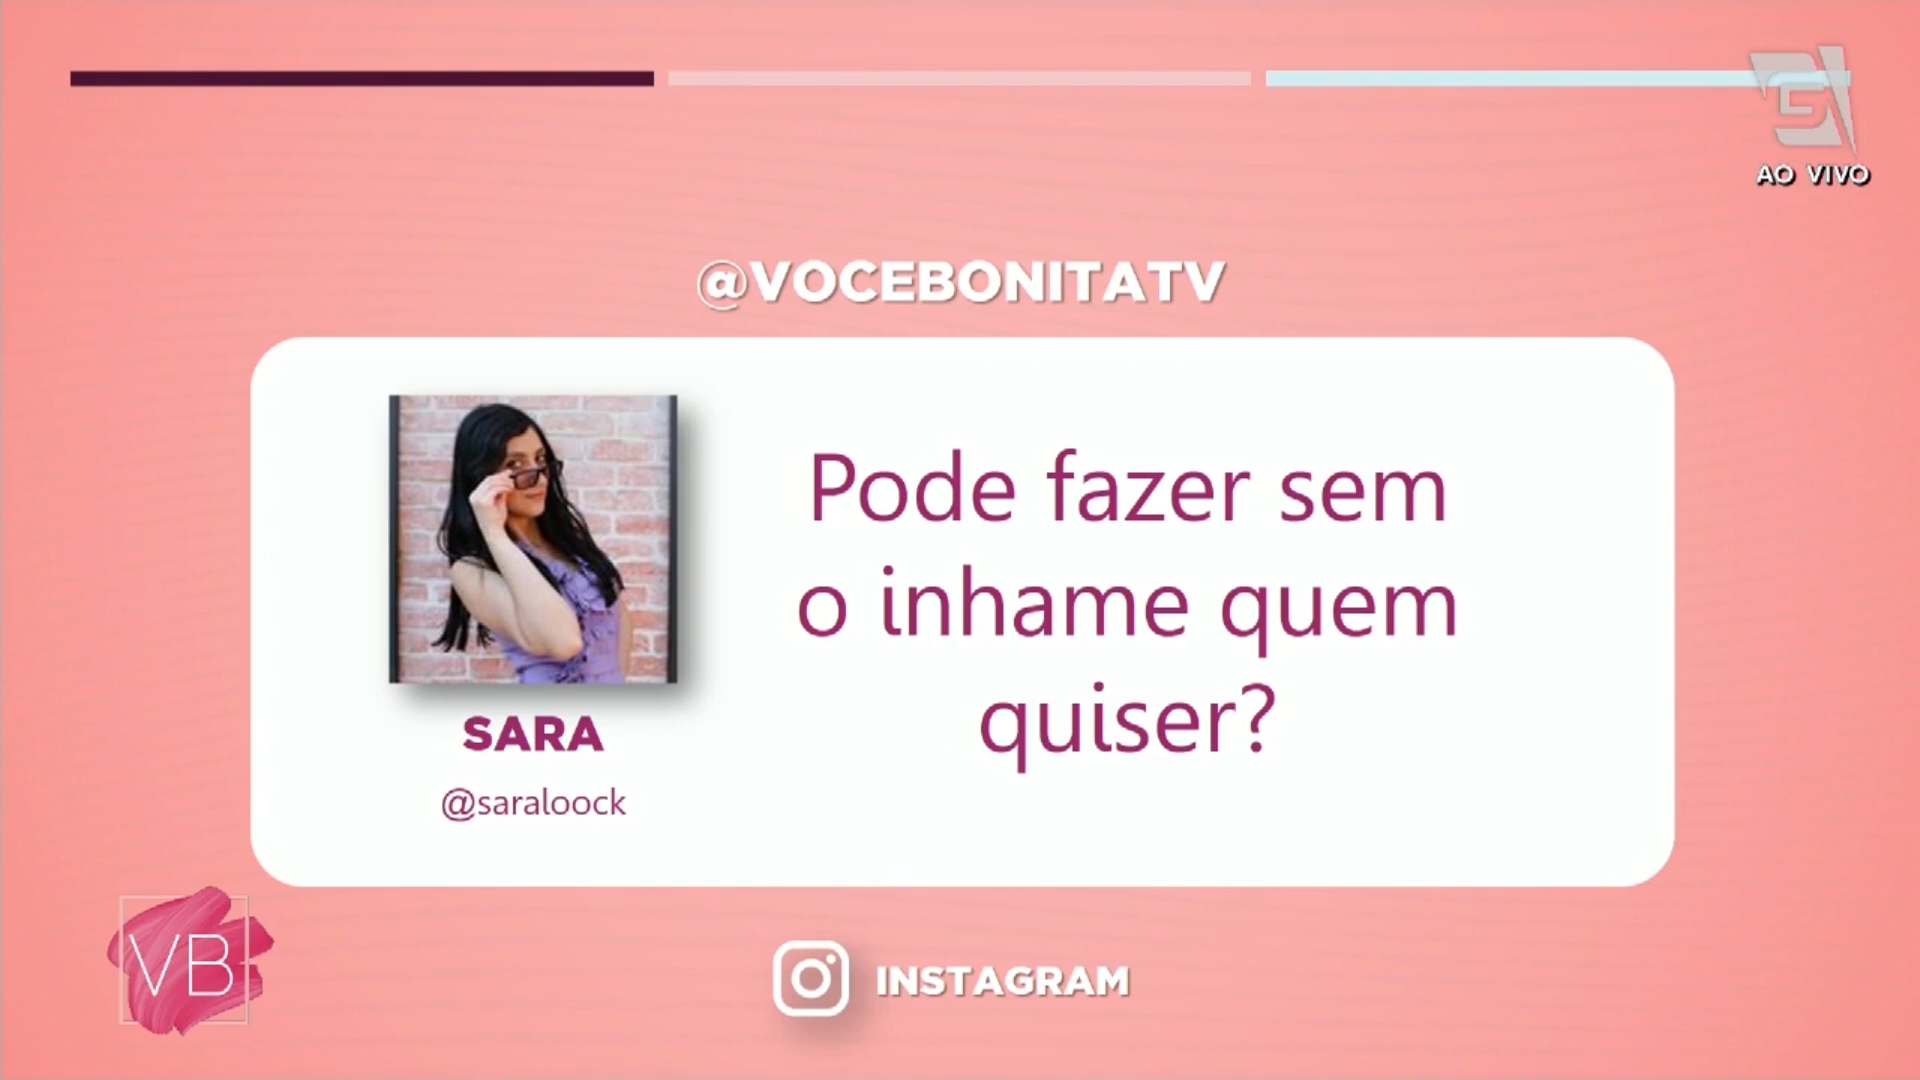 AO VIVO
@VOCEBONITATV
Pode fazer sem
o inhame quem
quiser?
SARA
@saraloock
VB
INSTAGRAM